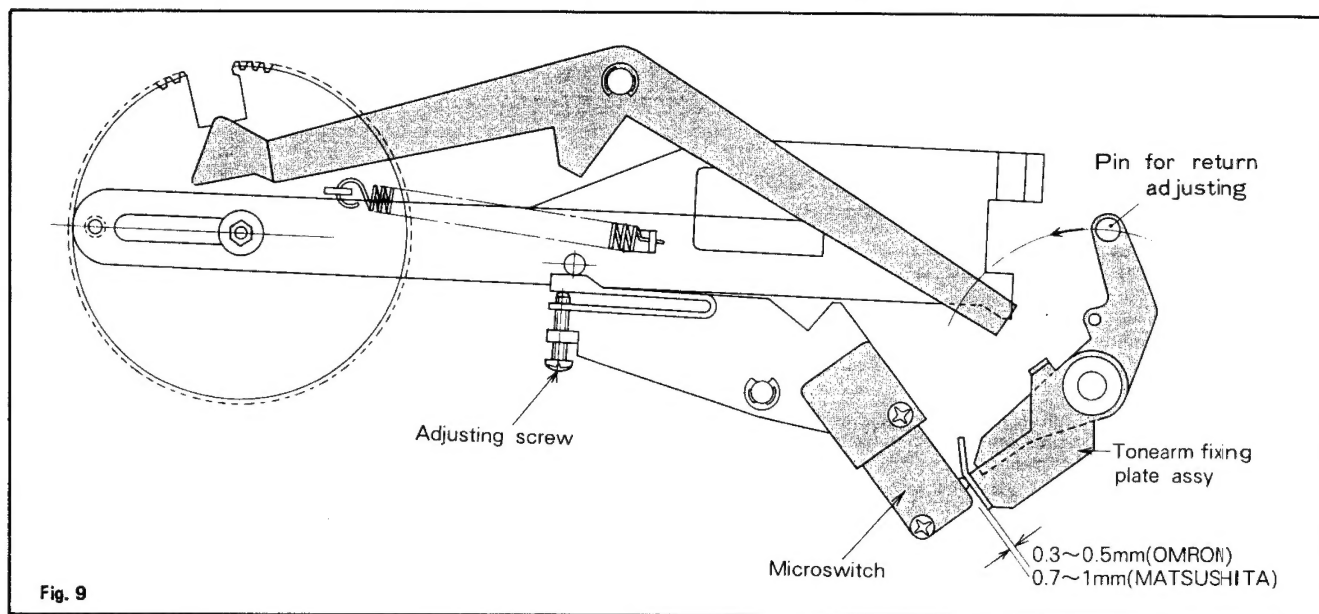 Pin for return
adjusting
Adjusting screw
Tonearm fixing
plate assy
Microswitch
0.3~0.5mm(OMRON)
0.7~1mm(MATSUSHITA)
Fig. 9